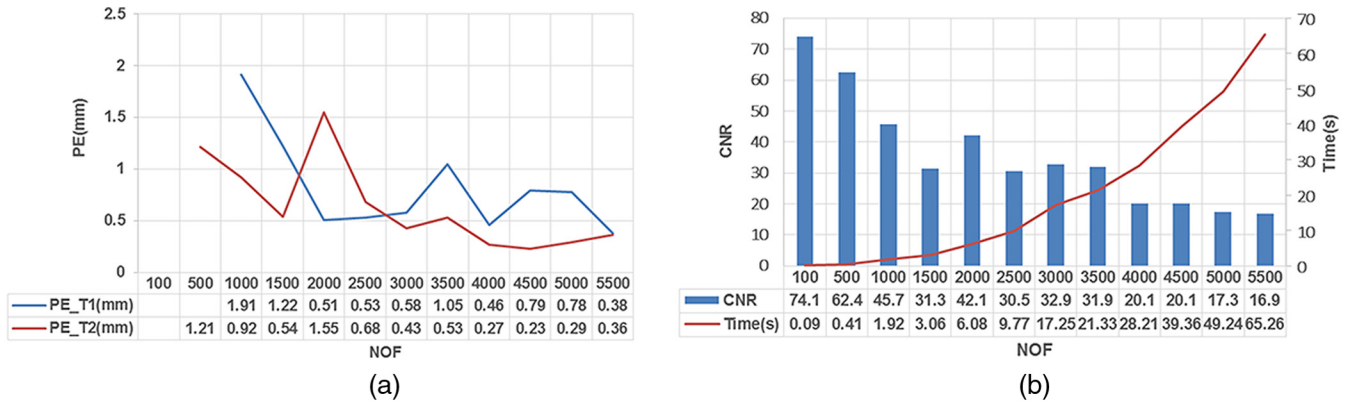 2.5
2
1.5
1
0.5
0
PE(mm)
100 500 1000 1500 2000 2500 3000 3500 4000 4500 5000 5500
PE_T1(mm) 1.91 1.22 0.51 0.53 0.58 1.05 0.46 0.79 0.78 0.38
PE_T2(mm) 1.21 0.92 0.54 1.55 0.68 0.43 0.53 0.27 0.23 0.29 0.36
NOF
(a)
80
70
60
50
40
30
20
10
0
CNR
70
60
50
40
30
20
10
0
Time(s)
100 500 1000 1500 2000 2500 3000 3500 4000 4500 5000 5500
CNR 74.1 62.4 45.7 31.3 42.1 30.5 32.9 31.9 20.1 20.1 17.3 16.9
Time(s) 0.09 0.41 1.92 3.06 6.08 9.77 17.25 21.33 28.21 39.36 49.24 65.26
NOF
(b)